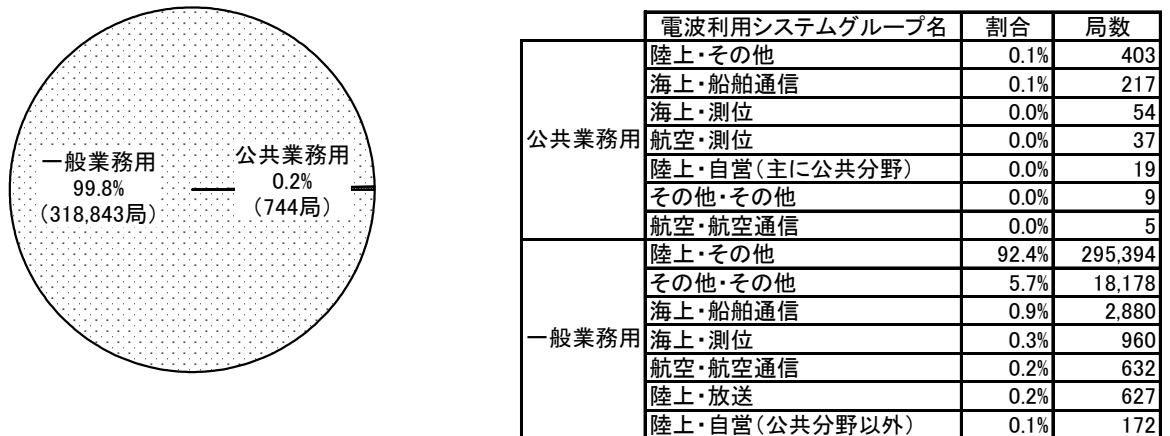 一般業務用
99.8%
(318,843局)
公共業務用
0.2%
(744局)
電波利用システムグループ名 割合 局数
公共業務用
陸上・その他 0.1% 403
海上・船舶通信 0.1% 217
海上・測位 0.0% 54
航空・測位 0.0% 37
陸上・自営(主に公共分野) 0.0% 19
その他・その他 0.0% 9
航空・航空通信 0.0% 5
一般業務用
陸上・その他 92.4% 295,394
その他・その他 5.7% 18,178
海上・船舶通信 0.9% 2,880
海上・測位 0.3% 960
航空・航空通信 0.2% 632
陸上・放送 0.2% 627
陸上・自営(公共分野以外) 0.1% 172